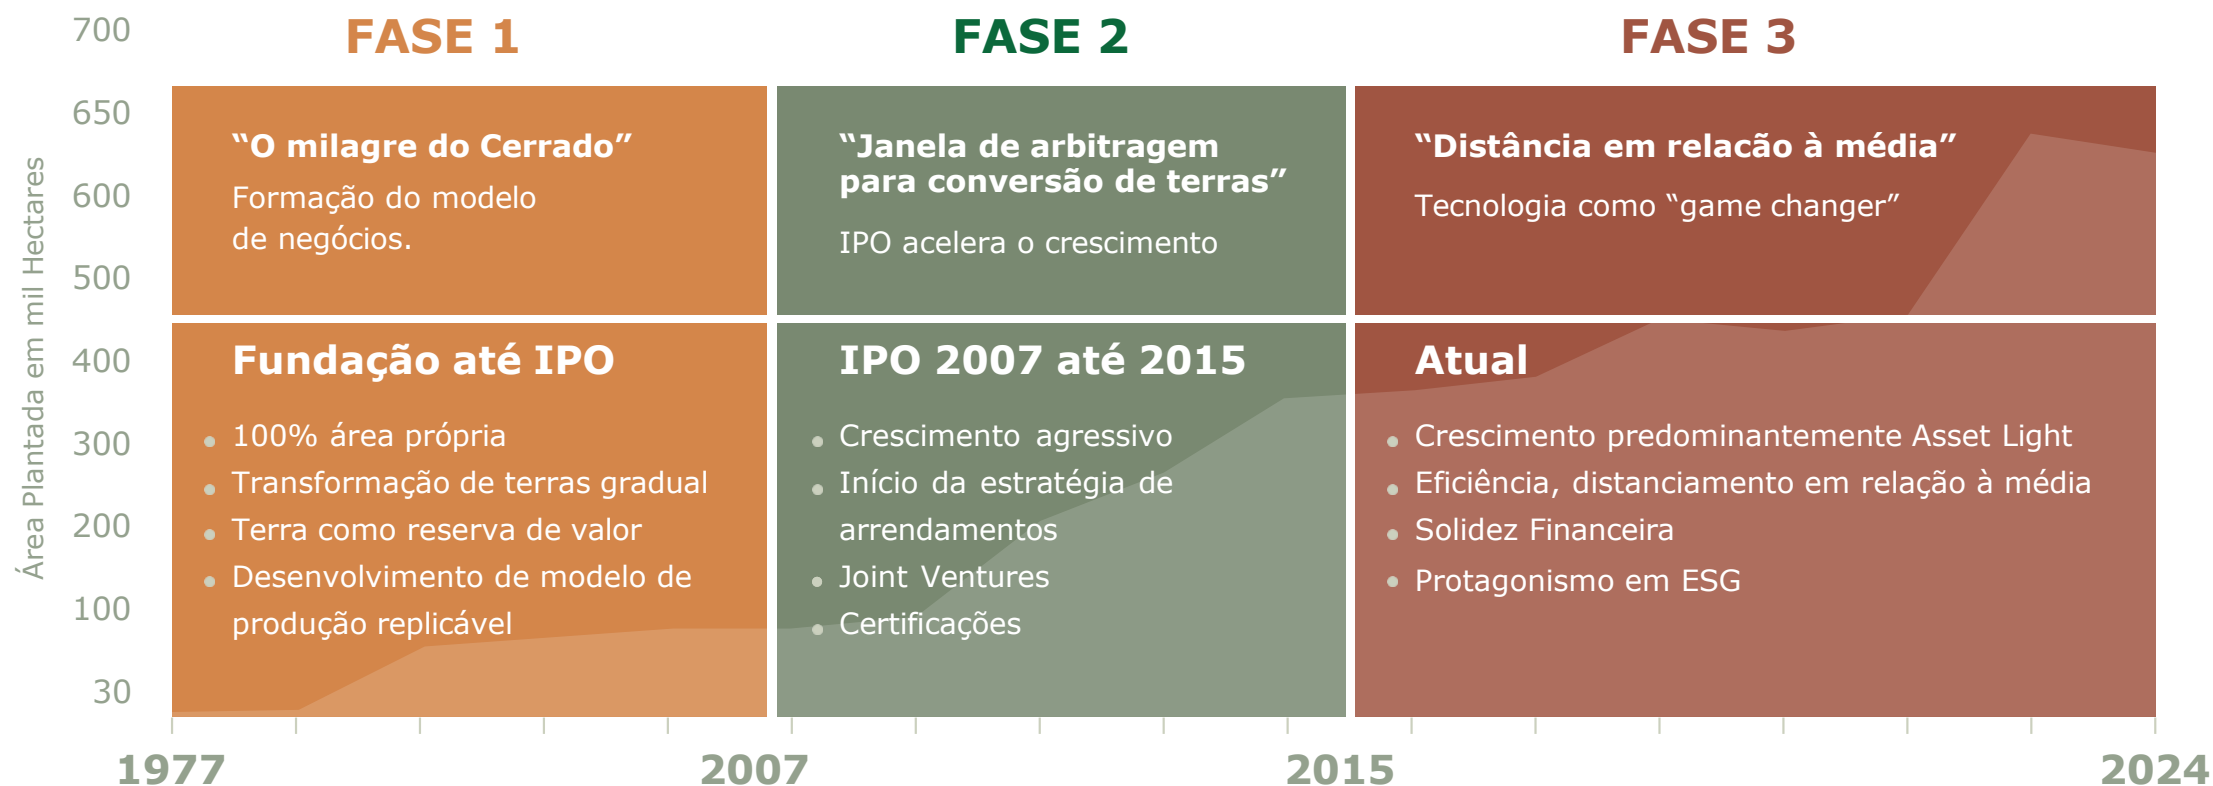 FASE 1
FASE 2
FASE 3
700
650
600
500
400
300
200
100
30
Área Plantada em mil Hectares
“O milagre do Cerrado”
Formação do modelo
de negócios.
“Janela de arbitragem
para conversão de terras”
IPO acelera o crescimento
“Distância em relacão à média”
Tecnologia como “game changer”
Fundação até IPO
100% área própria
Transformação de terras gradual
Terra como reserva de valor
Desenvolvimento de modelo de
produção replicável
IPO 2007 até 2015
Crescimento agressivo
Início da estratégia de
arrendamentos
Joint Ventures
Certificações
Atual
Crescimento predominantemente Asset Light
Eficiência, distanciamento em relação à média
Solidez Financeira
Protagonismo em ESG
1977
2007
2015
2024